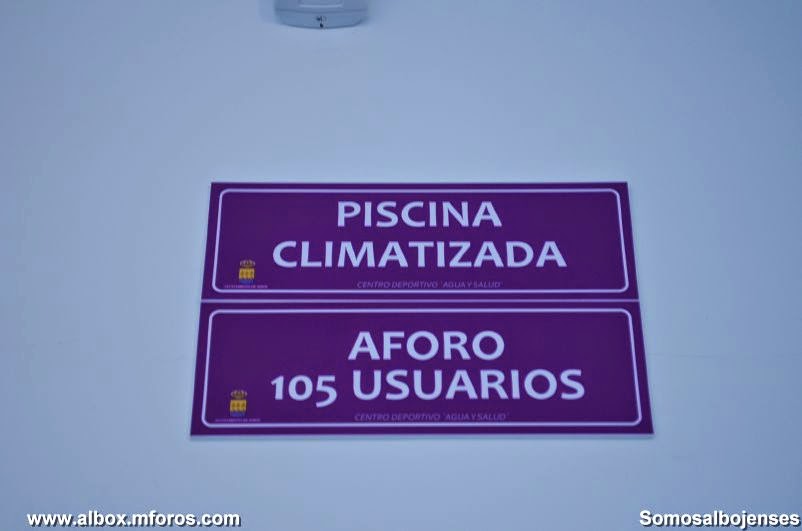 PISCINA
CLIMATIZADA
CENTRO DEPORTIVO ´AGUA Y SALUD´
AFORO
105 USUARIOS
CENTRO DEPORTIVO ´AGUA Y SALUD´
www.albox.mforos.com
Somosalbojenses